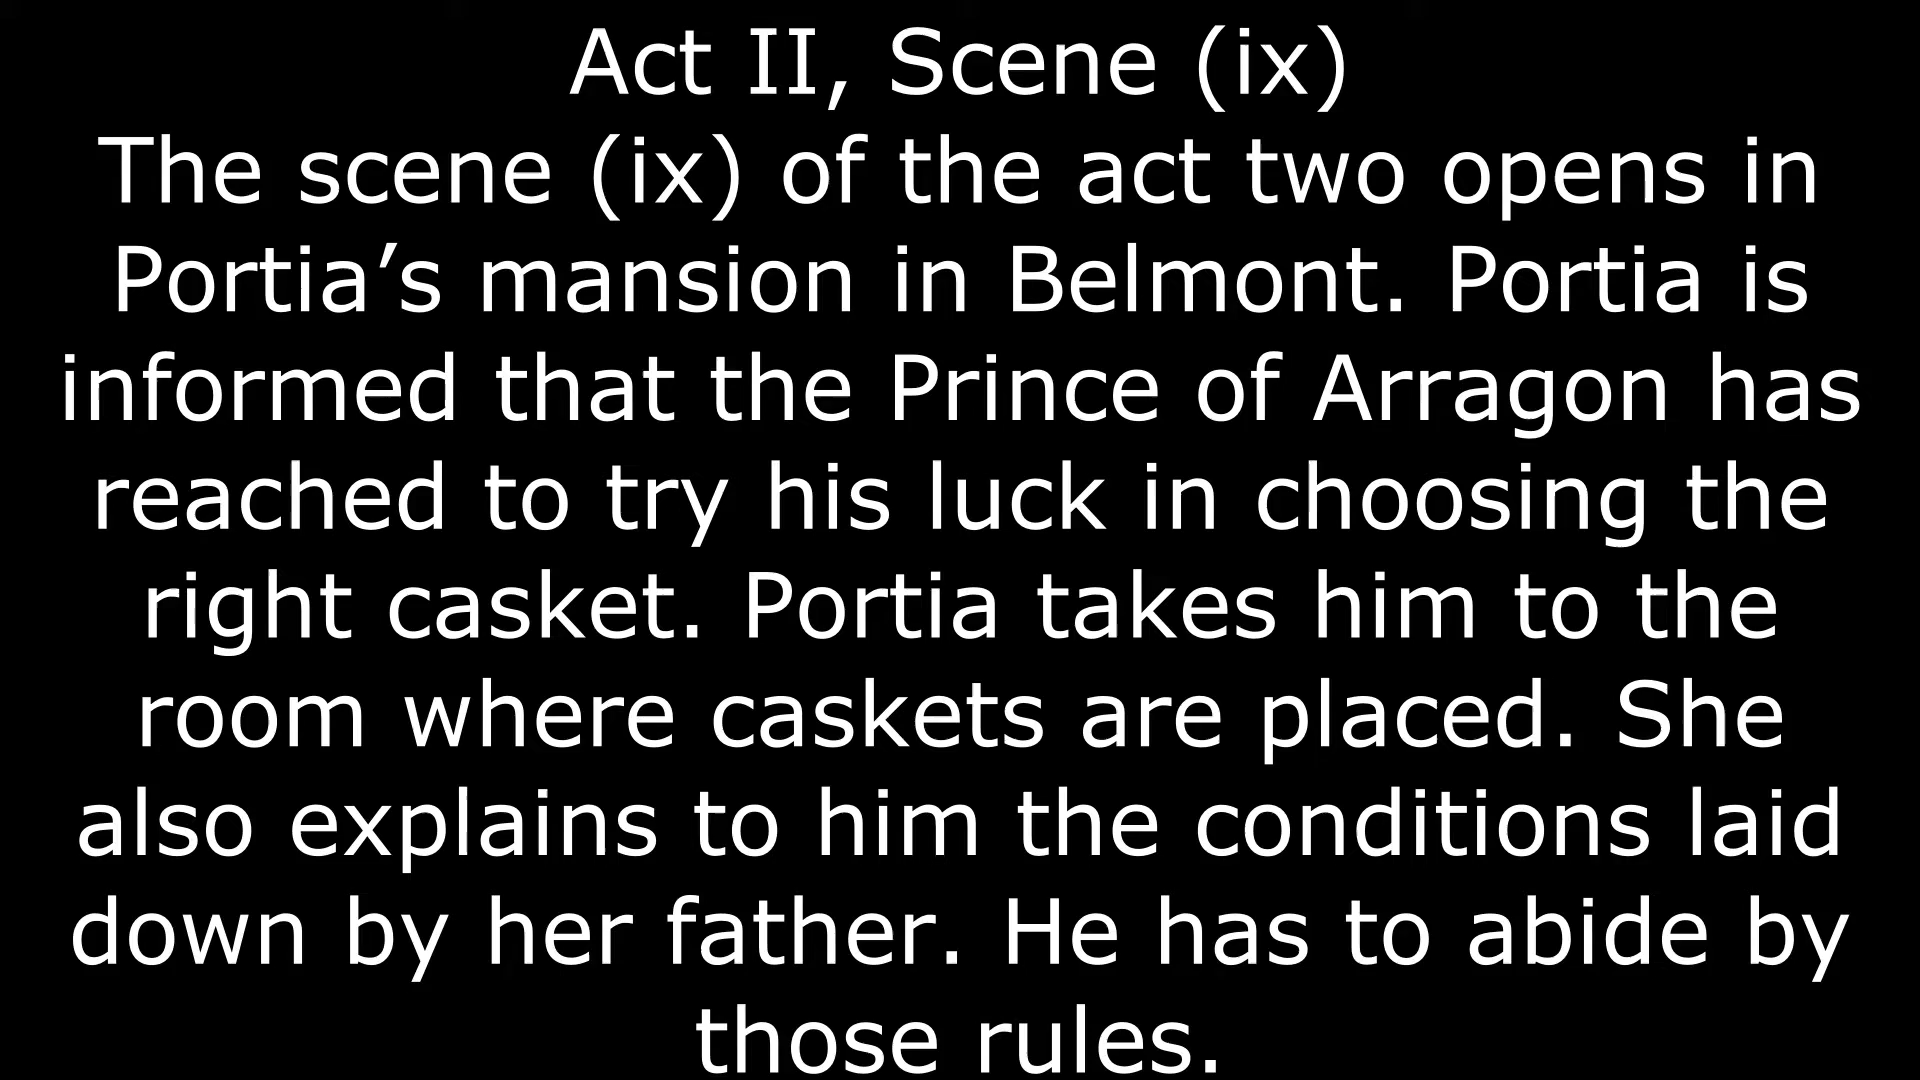 Act II, Scene (ix)
The scene (ix) of the act two opens in
Portia’s mansion in Belmont. Portia is
informed that the Prince of Arragon has
reached to try his luck in choosing the
right casket. Portia takes him to the
room where caskets are placed. She
also explains to him the conditions laid
down by her father. He has to abide by
those rules.